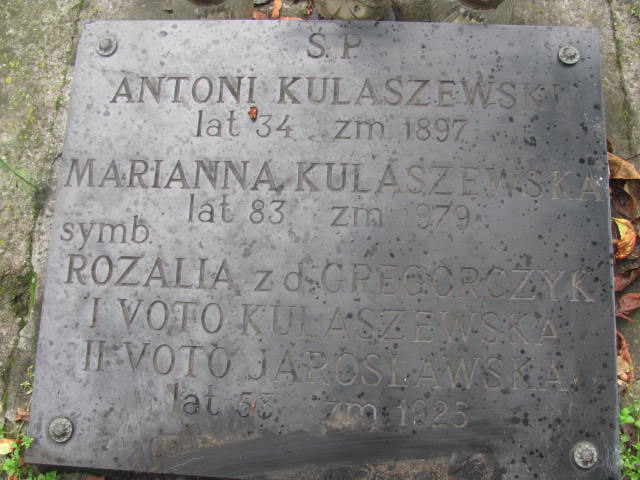 Ś P
ANTONI KULASZEWSKI
lat 34 zm 1897
MARIANNA KULASZEWSKA
lat 83 zm 1979
symb.
ROZALIA z d GREGORCZYK
I VOTO KULASZEWSKA
II VOTO JAROSŁAWSKA
lat 53 zm 1925